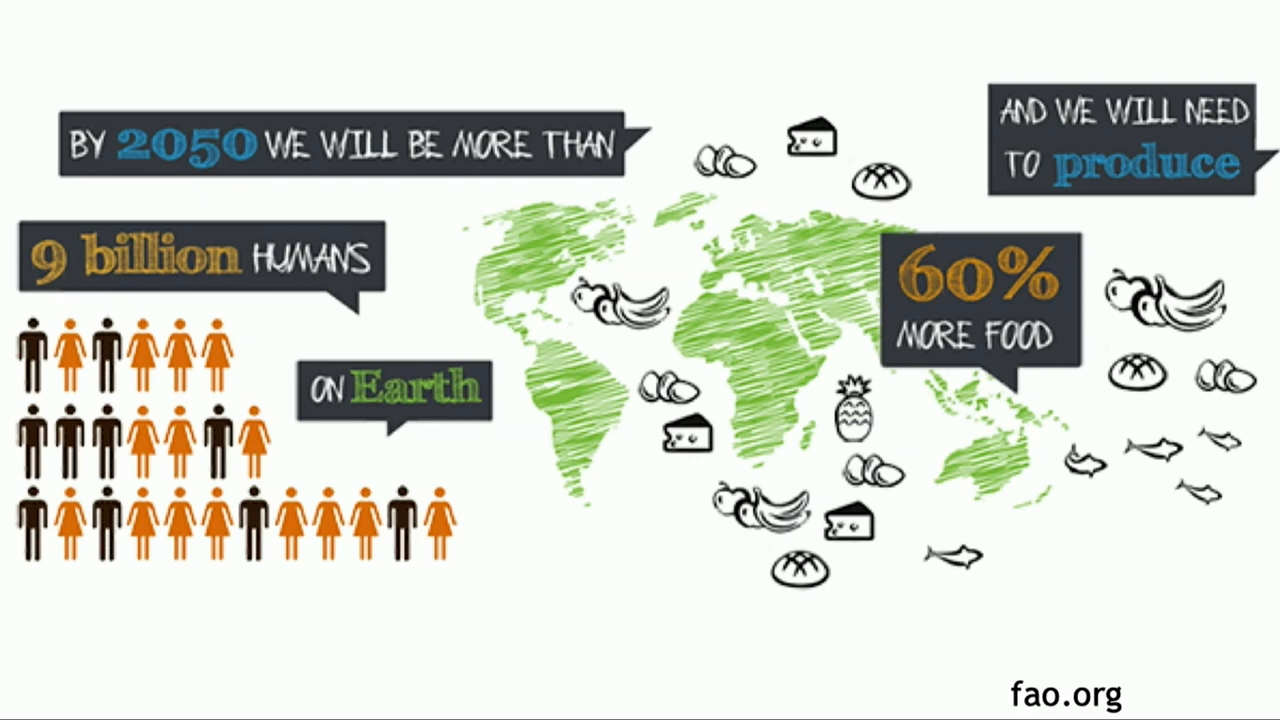 BY 2050 WE WILL BE MORE THAN
9 billion HUMANS
ON Earth
AND WE WILL NEED
TO produce
60%
MORE FOOD
fao.org